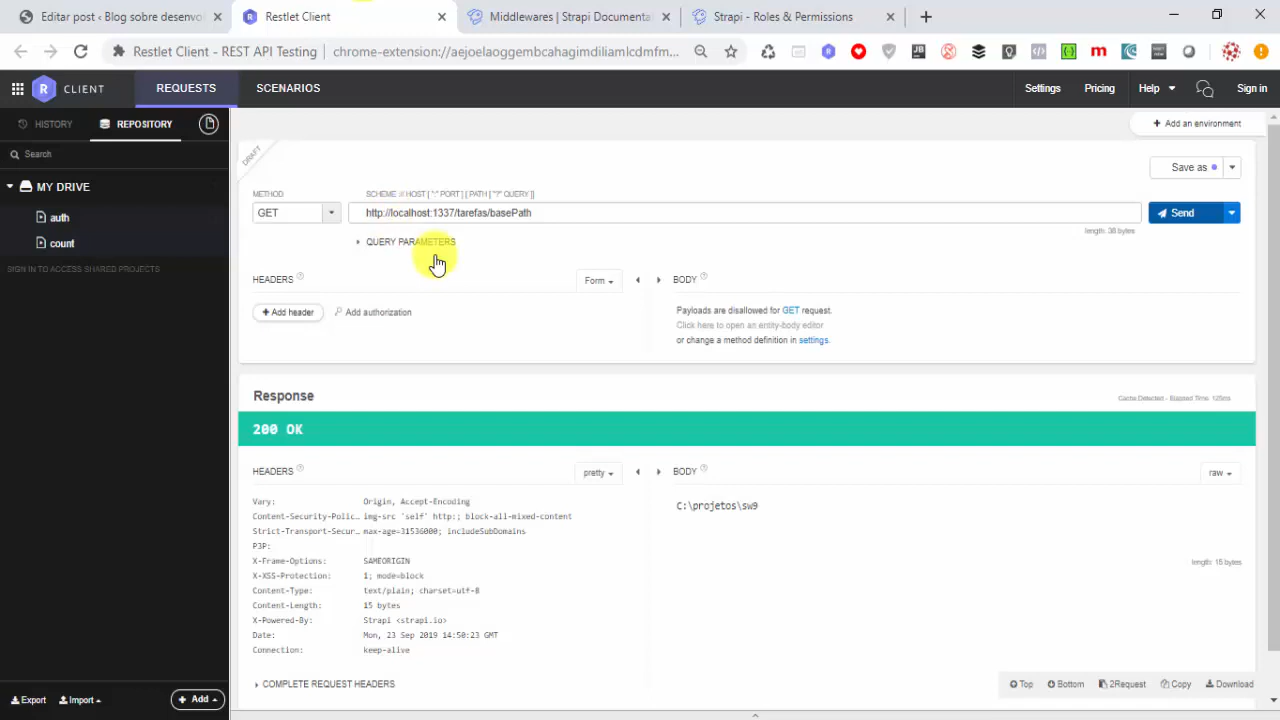 Editar post ‹ Blog sobre desenvo
Restlet Client
Middlewares | Strapi Documenta
Strapi - Roles & Permissions
Restlet Client - REST API Testing
chrome-extension://aejoelaoggembcahagimdiliamlcdmfm...
CLIENT
REQUESTS
SCENARIOS
Settings
Pricing
Help
Sign in
HISTORY
REPOSITORY
Add an environment
Search
DRAFT
Save as
MY DRIVE
METHOD
SCHEME :// HOST [ ":" PORT ] [ PATH [ "?" QUERY ]]
auth
GET
http://localhost:1337/tarefas/basePath
Send
length: 38 bytes
count
QUERY PARAMETERS
SIGN IN TO ACCESS SHARED PROJECTS
HEADERS
Form
BODY
Add header
Add authorization
Payloads are disallowed for GET request.
Click here to open an entity-body editor
or change a method definition in settings.
Response
Cache Detected - Elapsed Time: 125ms
200 OK
HEADERS
pretty
BODY
raw
Vary: Origin, Accept-Encoding
Content-Security-Polic… img-src 'self' http:; block-all-mixed-content
Strict-Transport-Secur… max-age=31536000; includeSubDomains
P3P:
X-Frame-Options: SAMEORIGIN
X-XSS-Protection: 1; mode=block
Content-Type: text/plain; charset=utf-8
Content-Length: 15 bytes
X-Powered-By: Strapi <strapi.io>
Date: Mon, 23 Sep 2019 14:50:23 GMT
Connection: keep-alive
C:\projetos\sw9
length: 15 bytes
COMPLETE REQUEST HEADERS
Top
Bottom
2Request
Copy
Download
Export
Import
Add